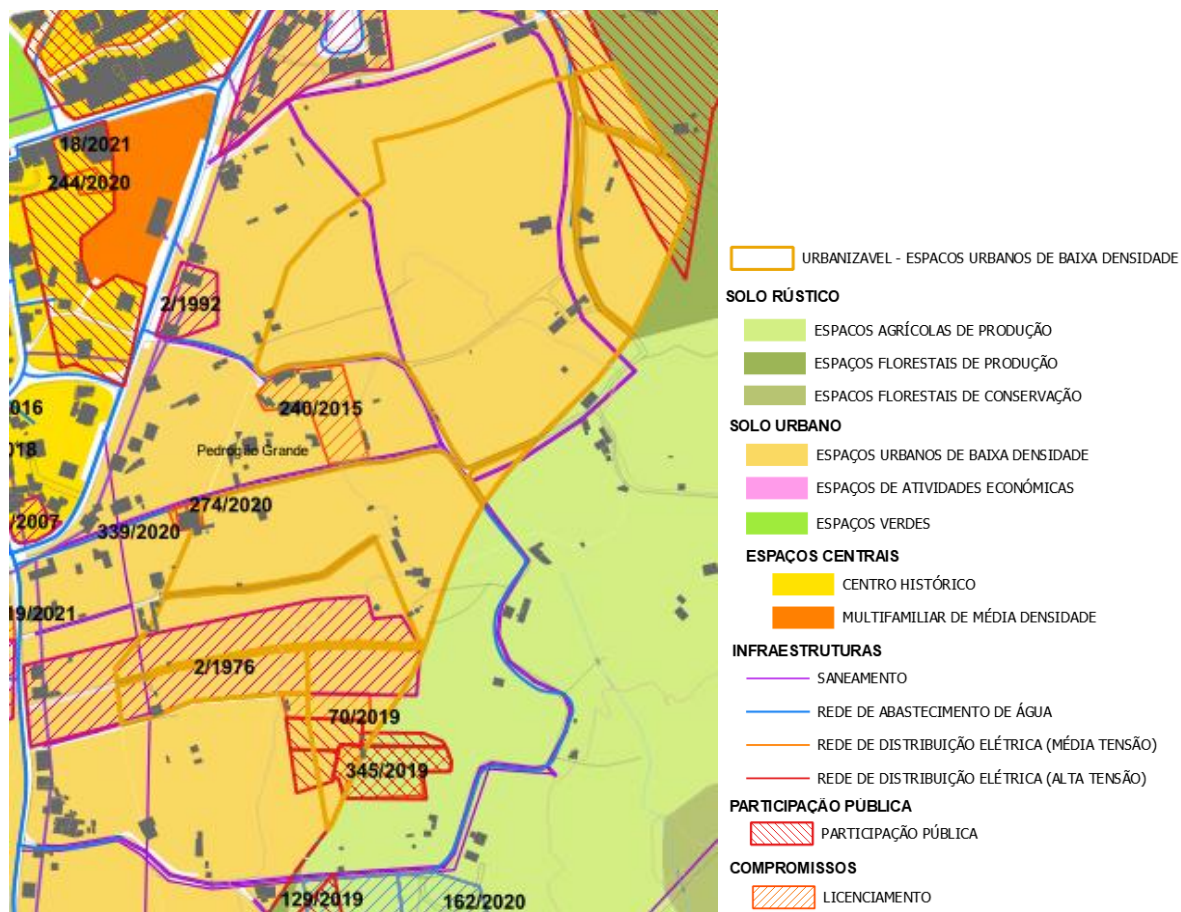 18/2021
244/2020
2/1992
016
240/2015
018
Pedrogão Grande
274/2020
/2007
339/2020
19/2021
2/1976
70/2019
345/2019
129/2019
162/2020
URBANIZAVEL - ESPACOS URBANOS DE BAIXA DENSIDADE
SOLO RÚSTICO
ESPACOS AGRÍCOLAS DE PRODUÇÃO
ESPAÇOS FLORESTAIS DE PRODUÇÃO
ESPAÇOS FLORESTAIS DE CONSERVAÇÃO
SOLO URBANO
ESPAÇOS URBANOS DE BAIXA DENSIDADE
ESPAÇOS DE ATIVIDADES ECONÓMICAS
ESPAÇOS VERDES
ESPAÇOS CENTRAIS
CENTRO HISTÓRICO
MULTIFAMILIAR DE MÉDIA DENSIDADE
INFRAESTRUTURAS
SANEAMENTO
REDE DE ABASTECIMENTO DE ÁGUA
REDE DE DISTRIBUIÇÃO ELÉTRICA (MÉDIA TENSÃO)
REDE DE DISTRIBUIÇÃO ELÉTRICA (ALTA TENSÃO)
PARTICIPAÇÃO PÚBLICA
PARTICIPAÇÃO PÚBLICA
COMPROMISSOS
LICENCIAMENTO